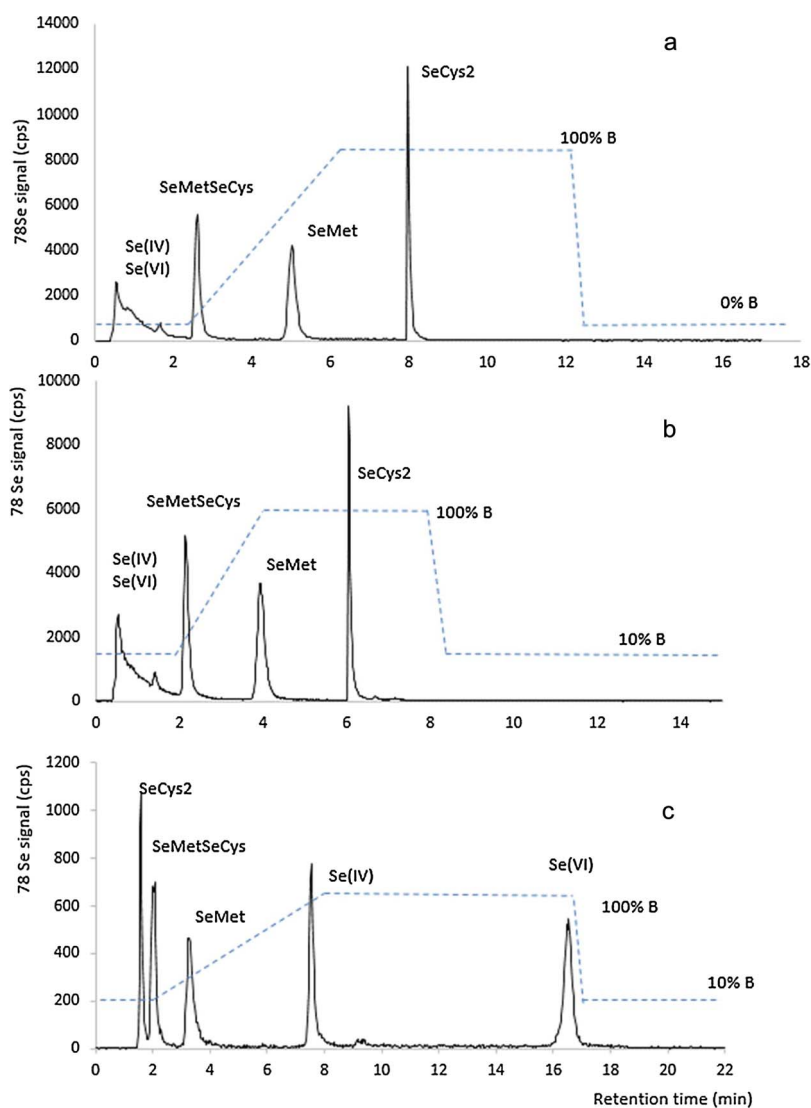 a
14000
12000
10000
8000
6000
4000
2000
0
78Se signal (cps)
SeCys2
100% B
SeMetSeCys
SeMet
Se(IV)
Se(VI)
0% B
0 2 4 6 8 10 12 14 16 18
b
10000
8000
6000
4000
2000
0
78 Se signal (cps)
SeCys2
SeMetSeCys
100% B
Se(IV)
Se(VI)
SeMet
10% B
0 2 4 6 8 10 12 14
c
1200
1000
800
600
400
200
0
78 Se signal (cps)
SeCys2
SeMetSeCys
Se(IV)
Se(VI)
SeMet
100% B
10% B
0 2 4 6 8 10 12 14 16 18 20 22
Retention time (min)